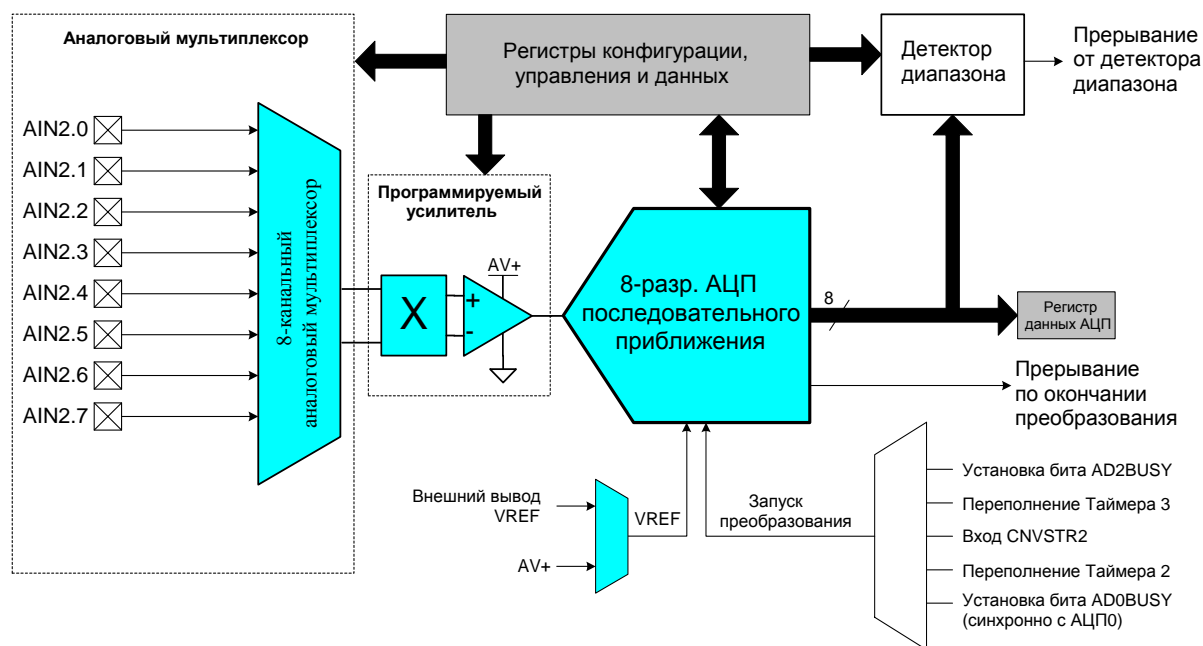 Аналоговый мультиплексор
Регистры конфигурации,
управления и данных
Детектор
диапазона
Прерывание
от детектора
диапазона
AIN2.0
AIN2.1
AIN2.2
AIN2.3
AIN2.4
AIN2.5
AIN2.6
AIN2.7
8-канальный
аналоговый мультиплексор
Программируемый
усилитель
X
+
-
AV+
8-разр. АЦП
последовательного
приближения
8
Регистр
данных АЦП
Прерывание
по окончании
преобразования
Внешний вывод
VREF
AV+
VREF
Запуск
преобразования
Установка бита AD2BUSY
Переполнение Таймера 3
Вход CNVSTR2
Переполнение Таймера 2
Установка бита AD0BUSY
(синхронно с АЦП0)